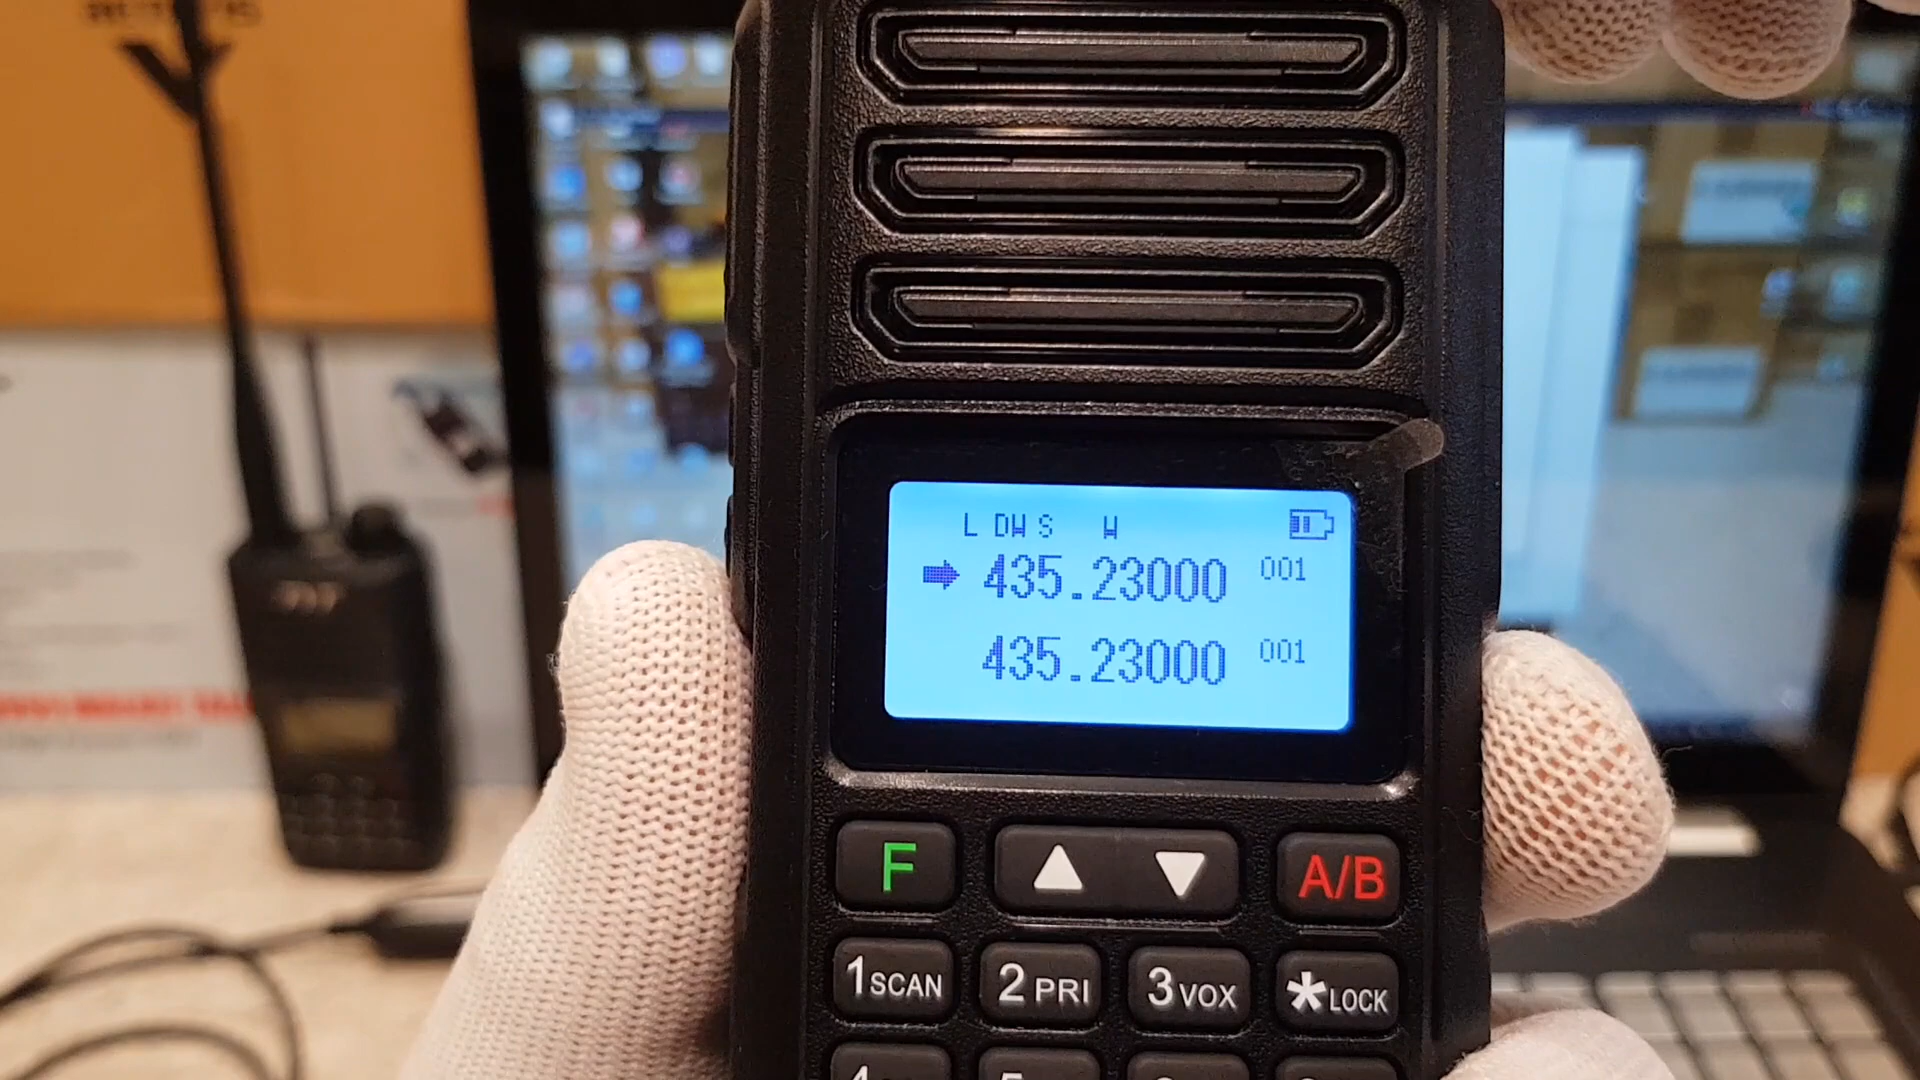 L DW S W
435.23000 001
435.23000 001
F ▲ ▼ A/B
1SCAN 2PRI 3VOX *LOCK